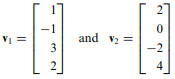 v₁ = [1 −1 3 2] and v₂ = [2 0 −2 4]